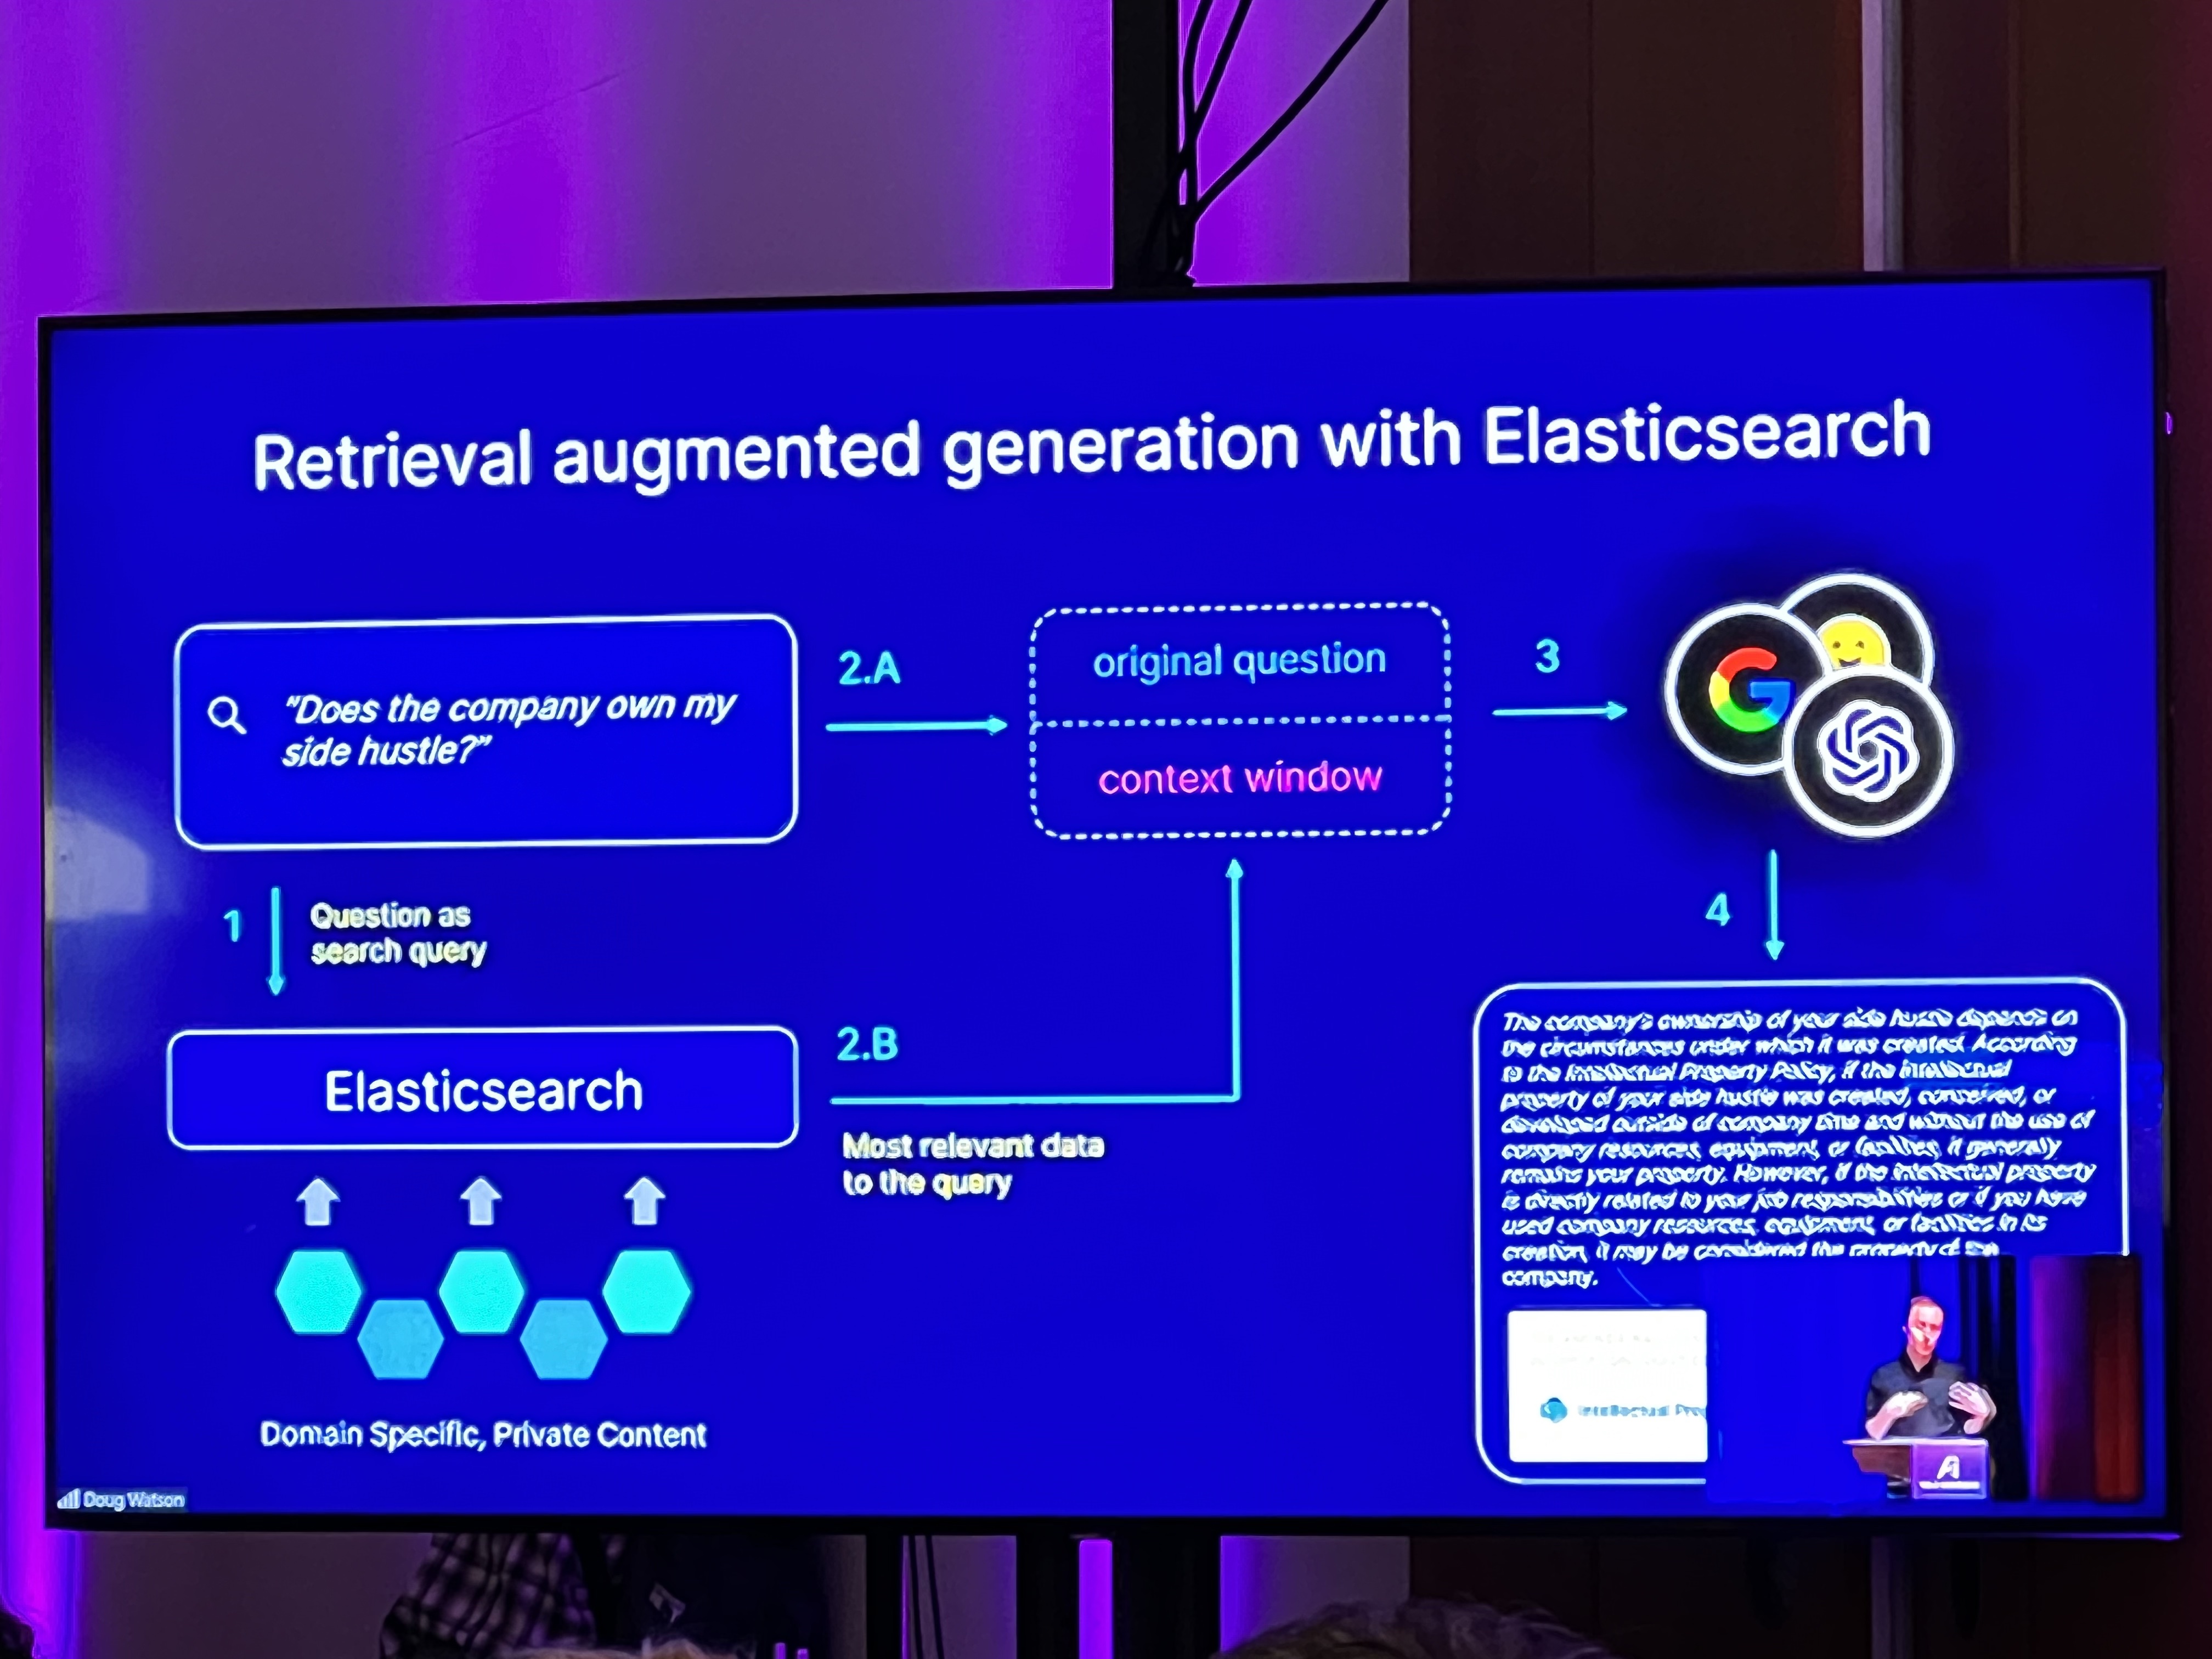 Retrieval augmented generation with Elasticsearch
"Does the company own my
side hustle?"
2.A
original question
context window
3
1
Question as
search query
Elasticsearch
2.B
Most relevant data
to the query
Domain Specific, Private Content
4
The company's ownership of your side hustle depends on
the circumstances under which it was created. According
to the Intellectual Property Policy, if the intellectual
property of your side hustle was created, conceived, or
developed outside of company time and without the use of
company resources, equipment, or facilities, it generally
remains your property. However, if the intellectual property
is directly related to your job responsibilities or if you have
used company resources, equipment, or facilities in its
creation, it may be considered the property of the
company.
Intellectual Pro
Doug Watson